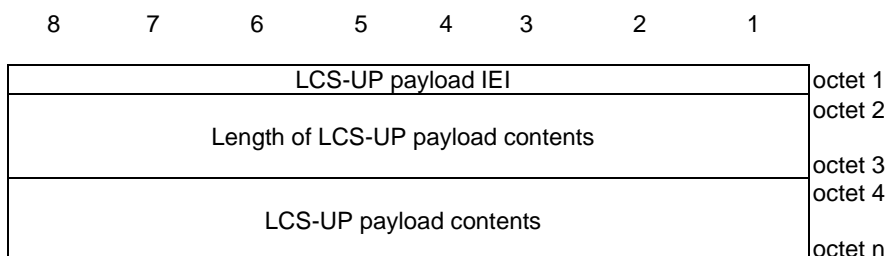 8 7 6 5 4 3 2 1
LCS-UP payload IEI octet 1
octet 2
Length of LCS-UP payload contents
octet 3
octet 4
LCS-UP payload contents
octet n